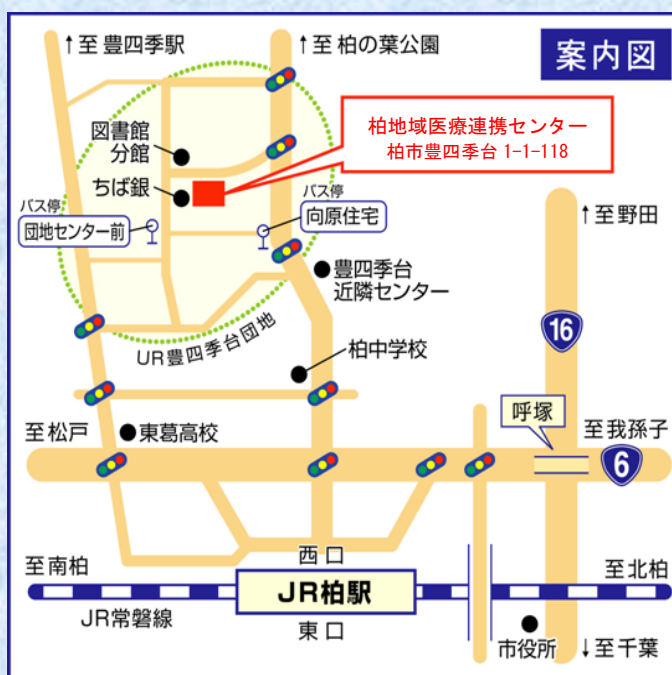 ↑至 豊四季駅
↑至 柏の葉公園
案内図
柏地域医療連携センター
柏市豊四季台 1-1-118
図書館
分館
ちば銀
バス停
団地センター前
バス停
向原住宅
↑至野田
豊四季台
近隣センター
UR豊四季台団地
16
柏中学校
呼塚
至松戸
東葛高校
至我孫子
6
西口
至南柏
JR柏駅
至北柏
JR常磐線
東口
市役所
↓至千葉